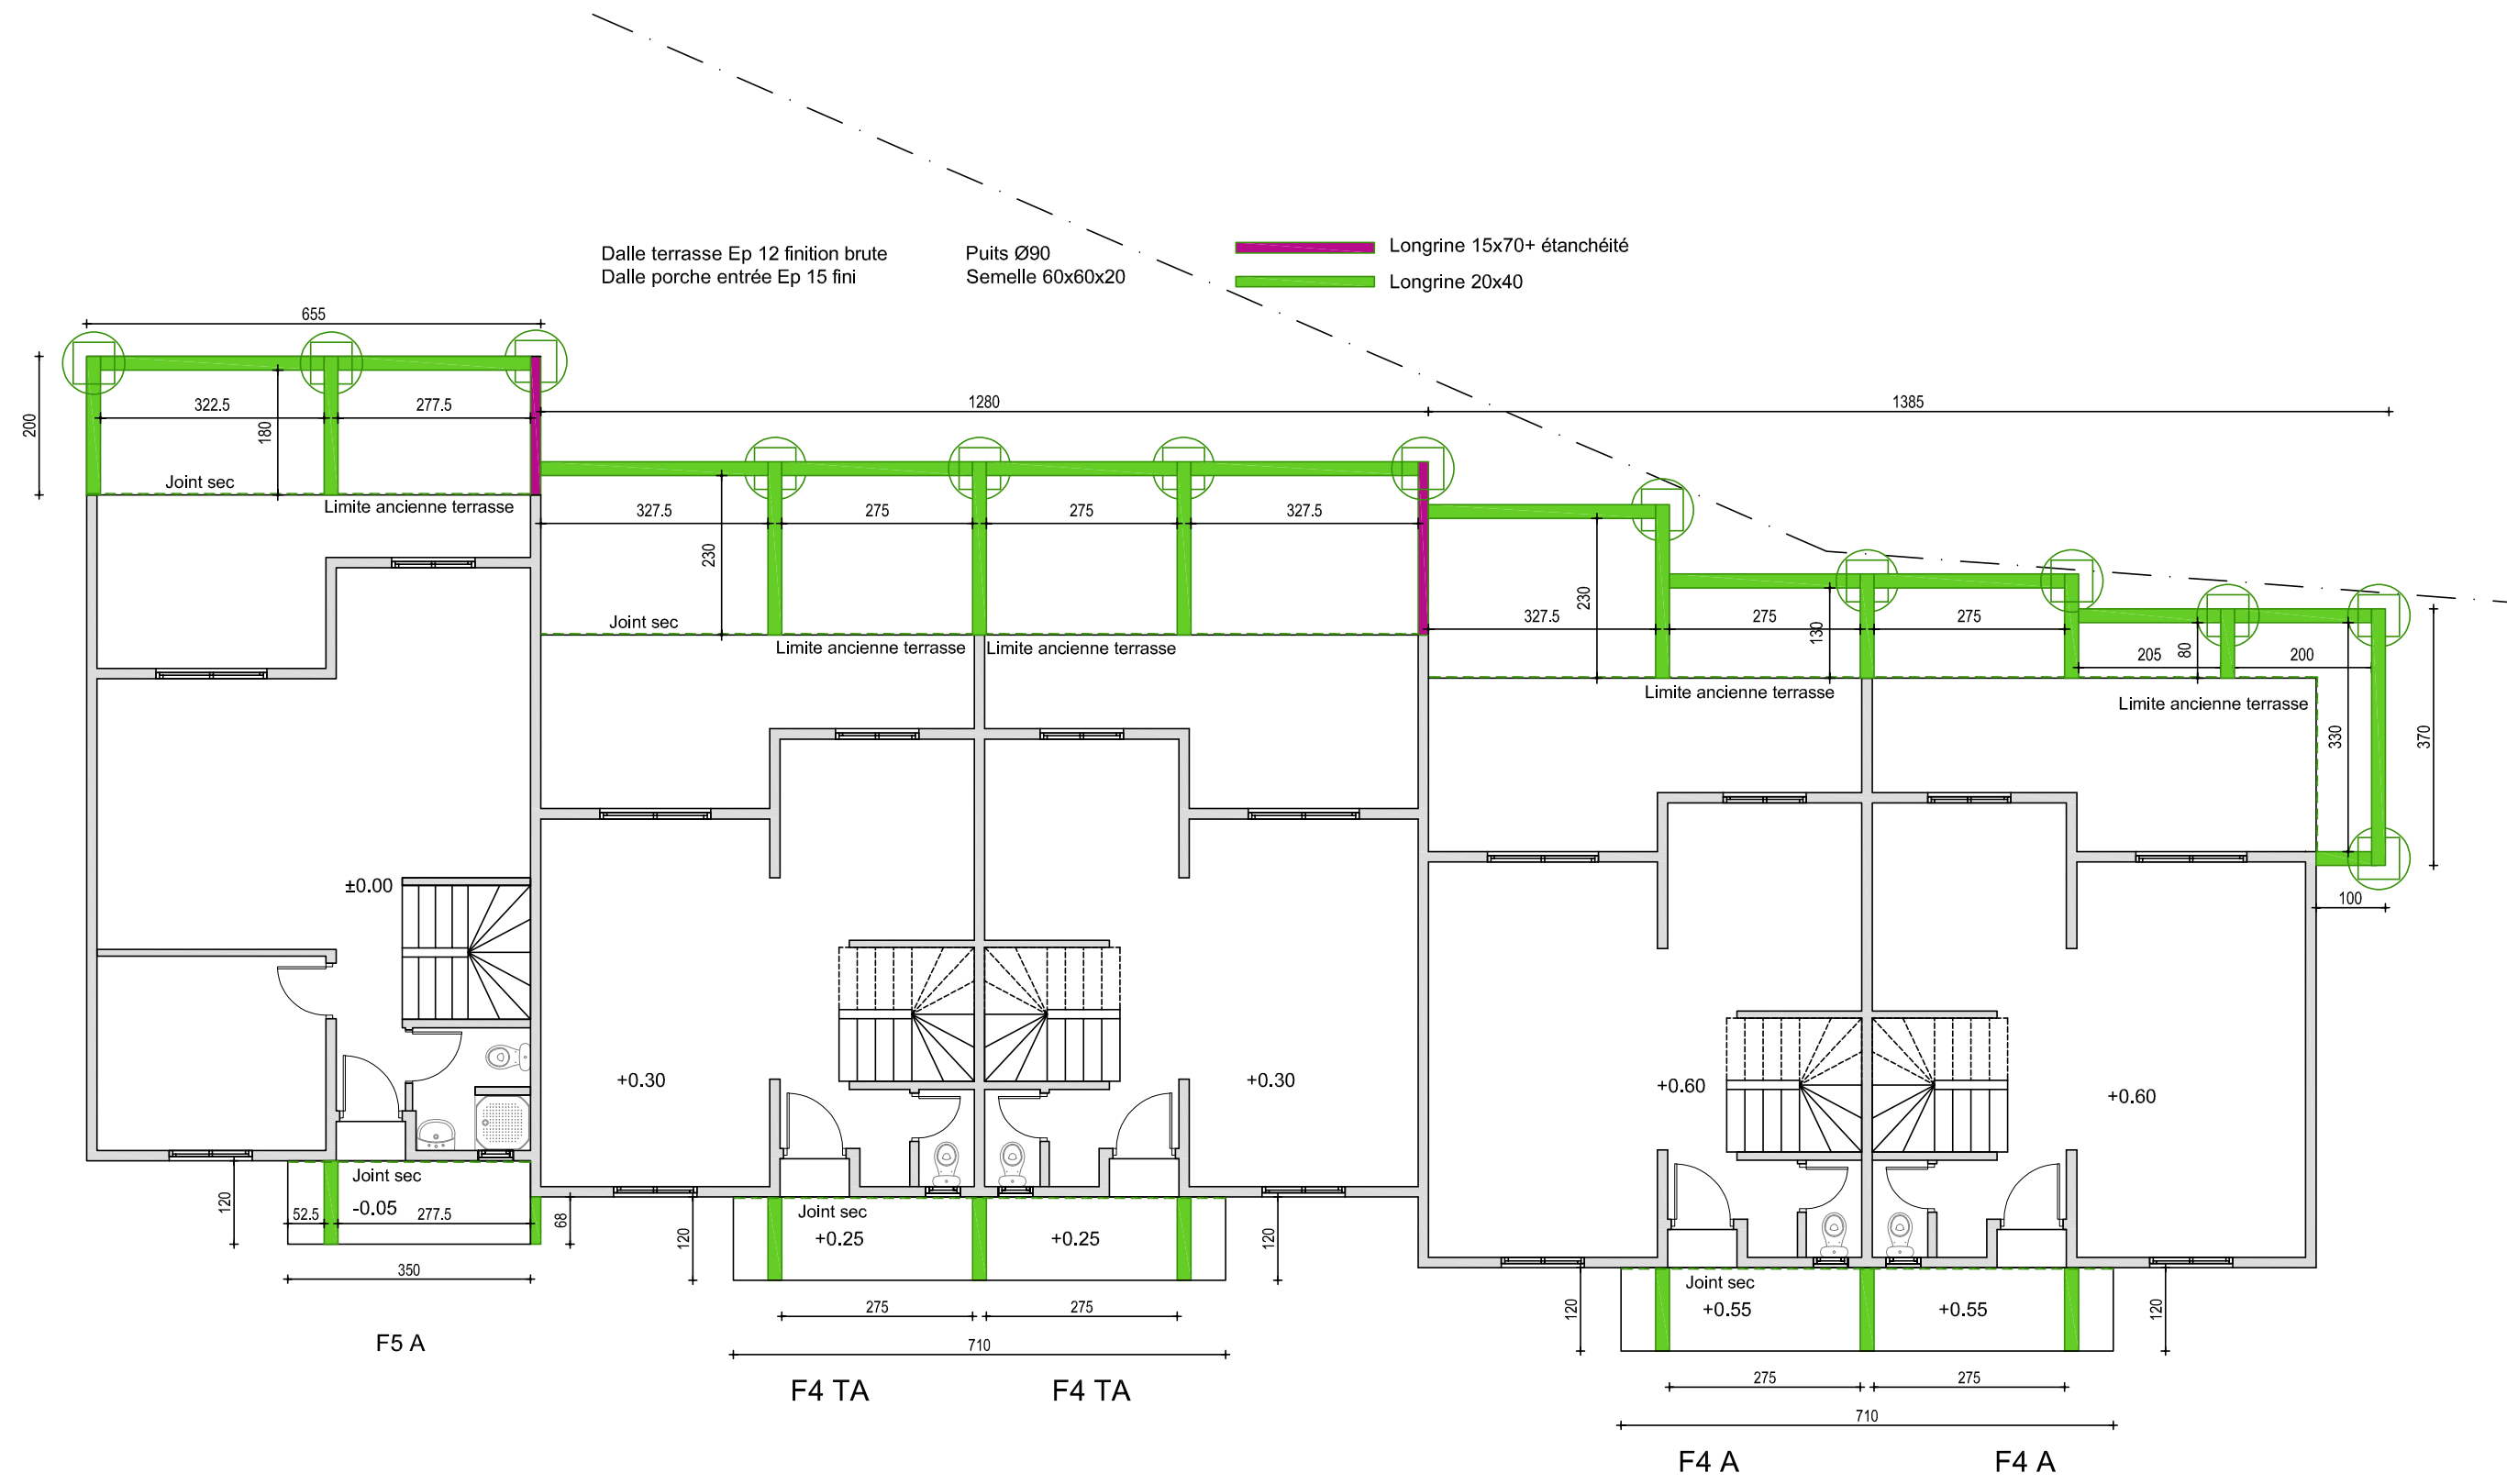 Dalle terrasse Ep 12 finition brute
Dalle porche entrée Ep 15 fini
Puits Ø90
Semelle 60x60x20
Longrine 15x70+ étanchéité
Longrine 20x40
655
200
322.5
277.5
180
Joint sec
Limite ancienne terrasse
1280
1385
327.5
275
275
327.5
230
Joint sec
Limite ancienne terrasse
Limite ancienne terrasse
327.5
230
275
130
275
205
80
200
Limite ancienne terrasse
Limite ancienne terrasse
330
370
100
±0.00
+0.30
+0.30
+0.60
+0.60
Joint sec
-0.05
120
52.5
277.5
68
350
F5 A
120
Joint sec
+0.25
+0.25
120
275
275
710
F4 TA
F4 TA
120
Joint sec
+0.55
+0.55
120
275
275
710
F4 A
F4 A